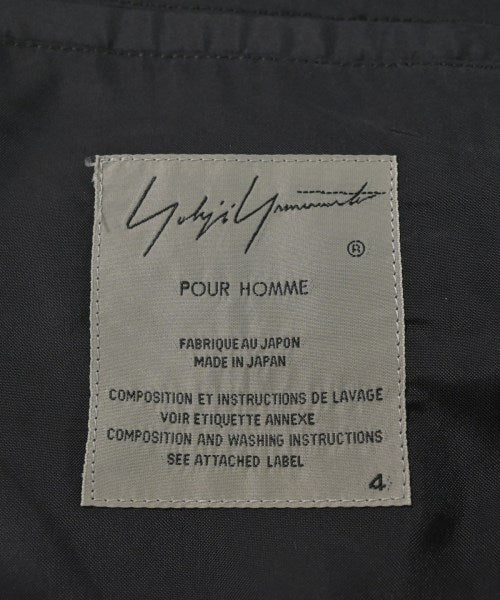 Yohji Yamamoto
®
POUR HOMME
FABRIQUE AU JAPON
MADE IN JAPAN
COMPOSITION ET INSTRUCTIONS DE LAVAGE
VOIR ETIQUETTE ANNEXE
COMPOSITION AND WASHING INSTRUCTIONS
SEE ATTACHED LABEL
4